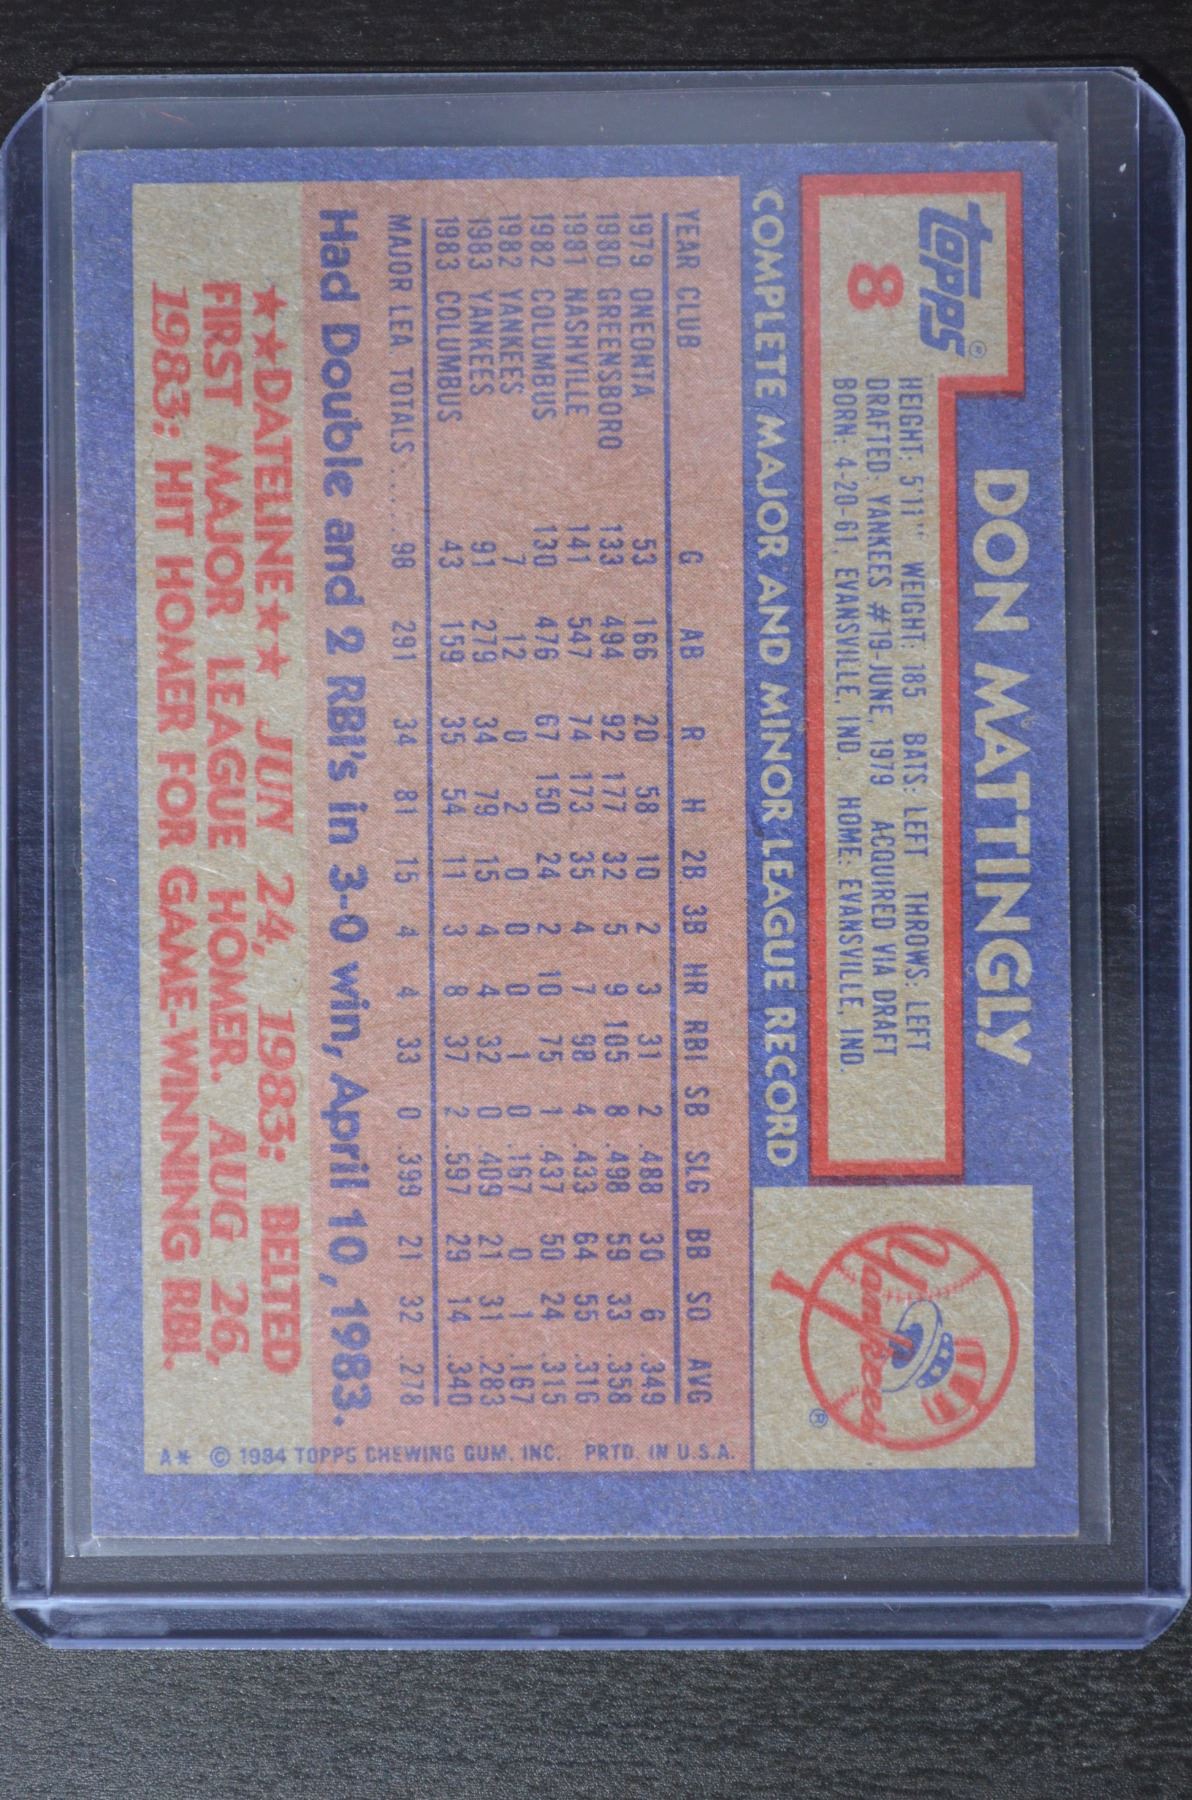 topps®
8
DON MATTINGLY
HEIGHT: 5'11" WEIGHT: 185 BATS: LEFT THROWS: LEFT
DRAFTED: YANKEES #19-JUNE, 1979 ACQUIRED VIA DRAFT
BORN: 4-20-61, EVANSVILLE, IND. HOME: EVANSVILLE, IND.
Yankees®
COMPLETE MAJOR AND MINOR LEAGUE RECORD
YEAR CLUB G AB R H 2B 3B HR RBI SB SLG BB SO AVG
1979 ONEONTA 53 166 20 58 10 2 3 31 2 .488 30 6 .349
1980 GREENSBORO 133 494 92 177 32 5 9 105 8 .498 59 33 .358
1981 NASHVILLE 141 547 74 173 35 4 7 98 4 .433 64 55 .316
1982 COLUMBUS 130 476 67 150 24 2 10 75 1 .437 50 24 .315
1982 YANKEES 7 12 0 2 0 0 0 1 0 .167 0 1 .167
1983 YANKEES 91 279 34 79 15 4 4 32 0 .409 21 31 .283
1983 COLUMBUS 43 159 35 54 11 3 8 37 2 .597 29 14 .340
MAJOR LEA. TOTALS..... 98 291 34 81 15 4 4 33 0 .399 21 32 .278
Had Double and 2 RBI's in 3-0 win, April 10, 1983.
★★DATELINE★★ JUN 24, 1983: BELTED
FIRST MAJOR LEAGUE HOMER. AUG 26,
1983: HIT HOMER FOR GAME-WINNING RBI.
A* © 1984 TOPPS CHEWING GUM, INC. PRTD. IN U.S.A.